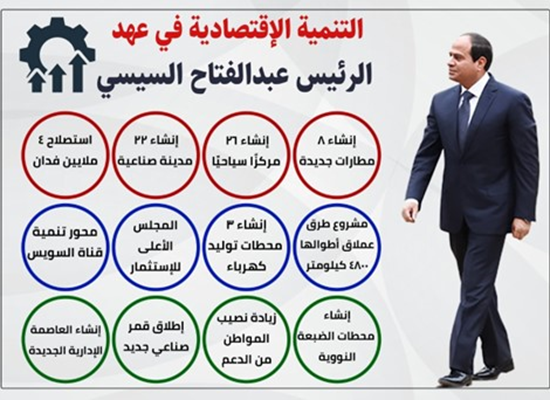 التنمية الإقتصادية في عهد
الرئيس عبدالفتاح السيسي
إنشاء ٨
مطارات جديدة
إنشاء ٢٦
مركزًا سياحيًا
إنشاء ٢٢
مدينة صناعية
استصلاح ٤
ملايين فدان
مشروع طرق
عملاق أطوالها
٤٨٠٠ كيلومتر
إنشاء ٣
محطات توليد
كهرباء
المجلس
الأعلى
للإستثمار
محور تنمية
قناة السويس
إنشاء
محطات الضبعة
النووية
زيادة نصيب
المواطن
من الدعم
إطلاق قمر
صناعي جديد
إنشاء العاصمة
الإدارية الجديدة